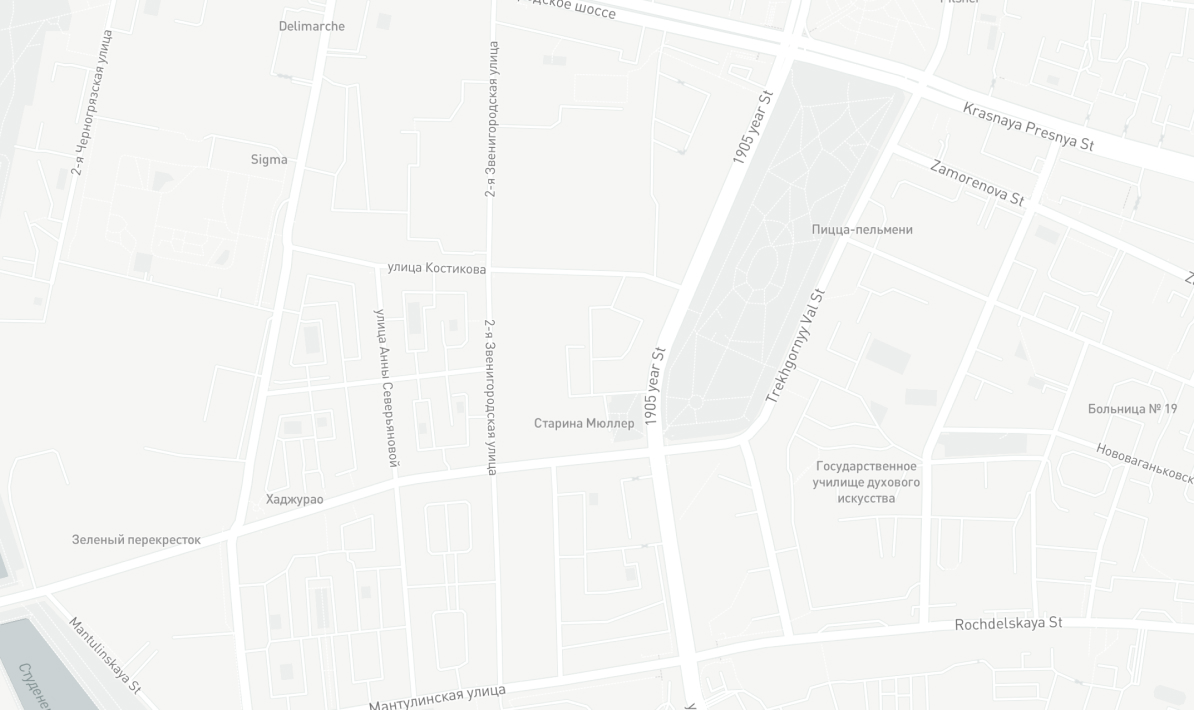 шоссе
Delimarche
2-я Черногрязская улица
2-я Звенигородская улица
Sigma
1905 year St
Krasnaya Presnya St
Zamorenova St
Пицца-пельмени
улица Костикова
улица Анны Северьяновой
2-я Звенигородская улица
1905 year St
Trekhgornyy Val St
Старина Мюллер
Больница № 19
Государственное
училище духового
искусства
Хаджурао
Зеленый перекресток
Mantulinskaya St
Rochdelskaya St
Мантулинская улица